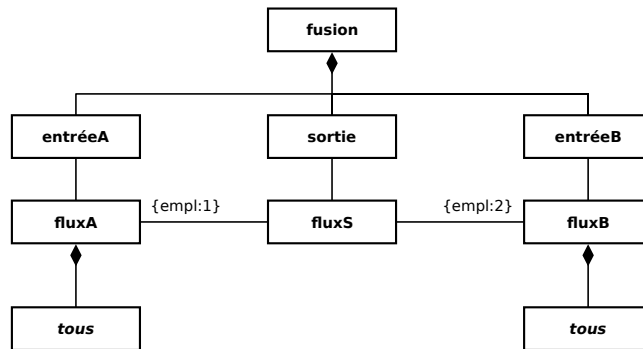 fusion
entréeA
sortie
entréeB
fluxA
{empl:1}
fluxS
{empl:2}
fluxB
tous
tous